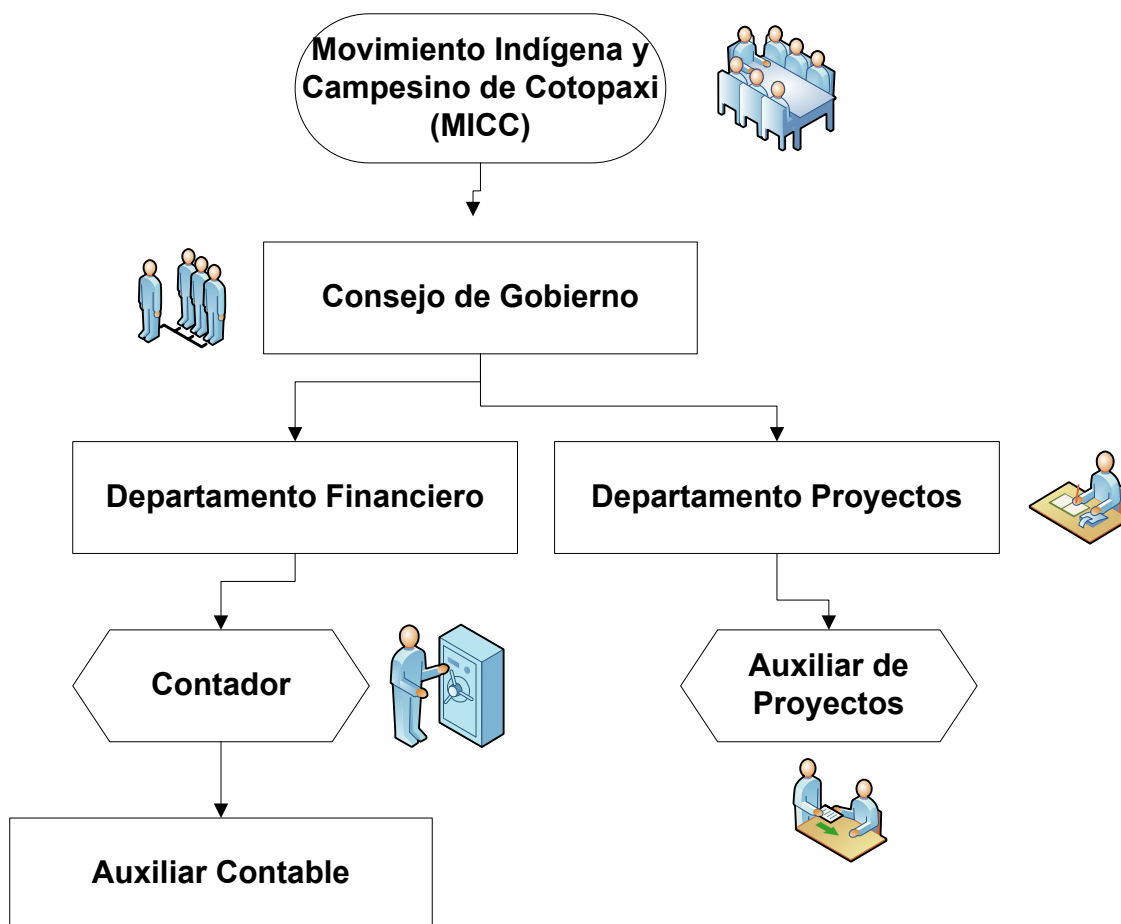 Movimiento Indígena y
Campesino de Cotopaxi
(MICC)
Consejo de Gobierno
Departamento Financiero
Departamento Proyectos
Contador
Auxiliar de
Proyectos
Auxiliar Contable